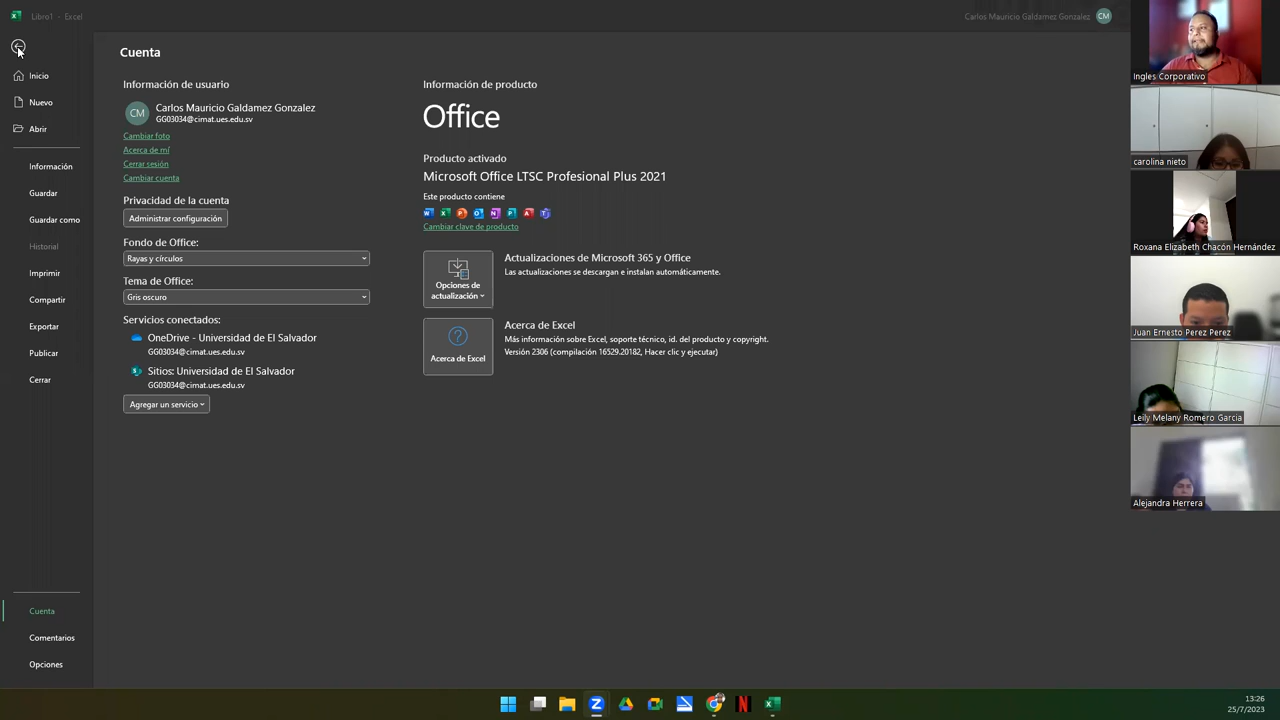 Libro1 - Excel
Carlos Mauricio Galdamez Gonzalez CM
Inicio
Nuevo
Abrir
Información
Guardar
Guardar como
Historial
Imprimir
Compartir
Exportar
Publicar
Cerrar
Cuenta
Comentarios
Opciones
Cuenta
Información de usuario
CM
Carlos Mauricio Galdamez Gonzalez
GG03034@cimat.ues.edu.sv
Cambiar foto
Acerca de mí
Cerrar sesión
Cambiar cuenta
Privacidad de la cuenta
Administrar configuración
Fondo de Office:
Rayas y círculos
Tema de Office:
Gris oscuro
Servicios conectados:
OneDrive - Universidad de El Salvador
GG03034@cimat.ues.edu.sv
Sitios: Universidad de El Salvador
GG03034@cimat.ues.edu.sv
Agregar un servicio
Información de producto
Office
Producto activado
Microsoft Office LTSC Profesional Plus 2021
Este producto contiene
Cambiar clave de producto
Opciones de
actualización
Actualizaciones de Microsoft 365 y Office
Las actualizaciones se descargan e instalan automáticamente.
Acerca de Excel
Acerca de Excel
Más información sobre Excel, soporte técnico, id. del producto y copyright.
Versión 2306 (compilación 16529.20182, Hacer clic y ejecutar)
Ingles Corporativo
carolina nieto
Roxana Elizabeth Chacón Hernández
Juan Ernesto Perez Perez
Leily Melany Romero Garcia
Alejandra Herrera
13:26
25/7/2023